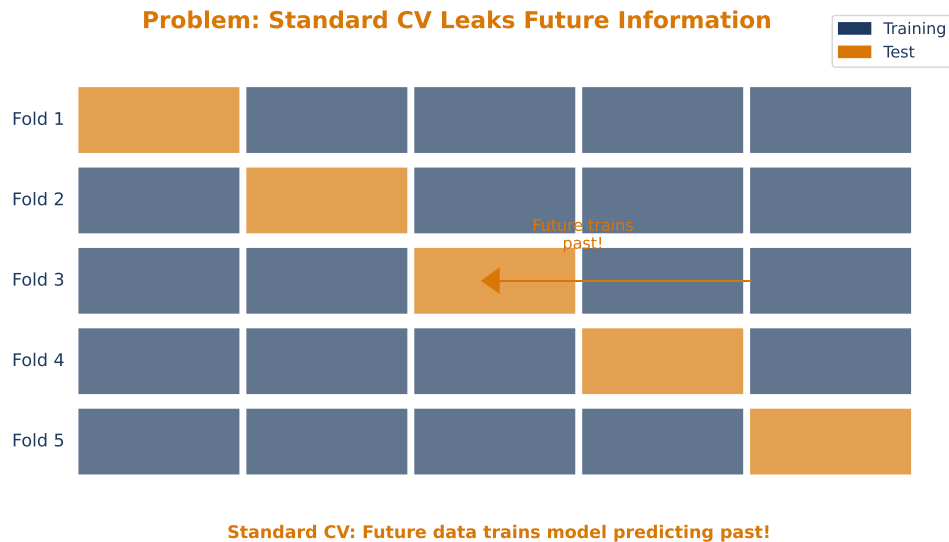 Problem: Standard CV Leaks Future Information
Training
Test
Fold 1
Fold 2
Future trains
past!
Fold 3
Fold 4
Fold 5
Standard CV: Future data trains model predicting past!